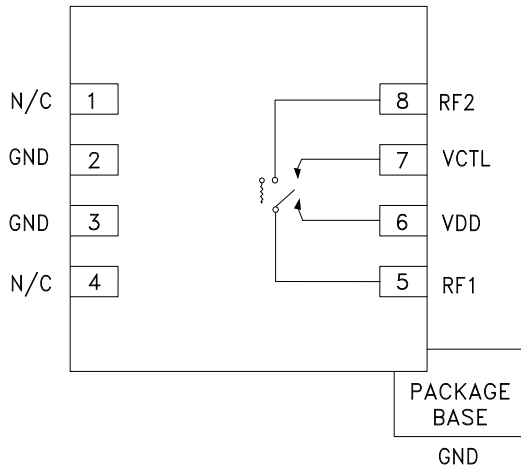 N/C 1
GND 2
GND 3
N/C 4
8 RF2
7 VCTL
6 VDD
5 RF1
PACKAGE
BASE
GND